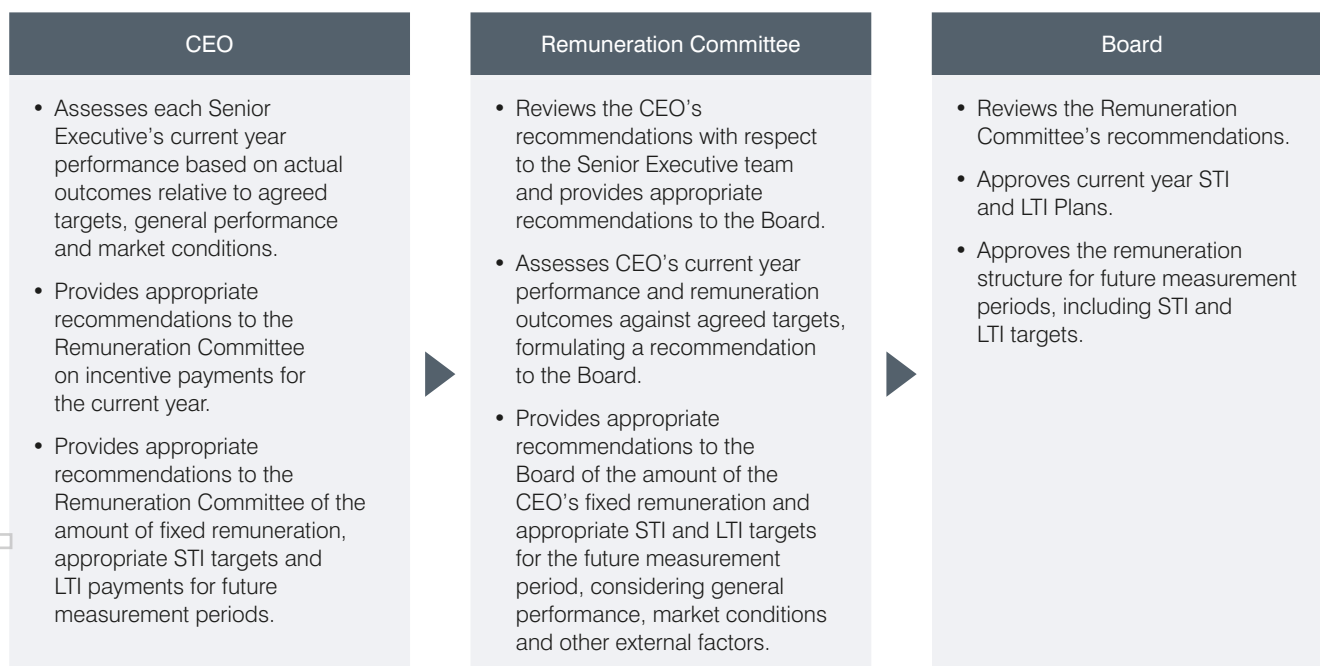 CEO
• Assesses each Senior
Executive's current year
performance based on actual
outcomes relative to agreed
targets, general performance
and market conditions.
• Provides appropriate
recommendations to the
Remuneration Committee
on incentive payments for
the current year.
• Provides appropriate
recommendations to the
Remuneration Committee of the
amount of fixed remuneration,
appropriate STI targets and
LTI payments for future
measurement periods.
Remuneration Committee
• Reviews the CEO's
recommendations with respect
to the Senior Executive team
and provides appropriate
recommendations to the Board.
• Assesses CEO's current year
performance and remuneration
outcomes against agreed targets,
formulating a recommendation
to the Board.
• Provides appropriate
recommendations to the
Board of the amount of the
CEO's fixed remuneration and
appropriate STI and LTI targets
for the future measurement
period, considering general
performance, market conditions
and other external factors.
Board
• Reviews the Remuneration
Committee's recommendations.
• Approves current year STI
and LTI Plans.
• Approves the remuneration
structure for future measurement
periods, including STI and
LTI targets.